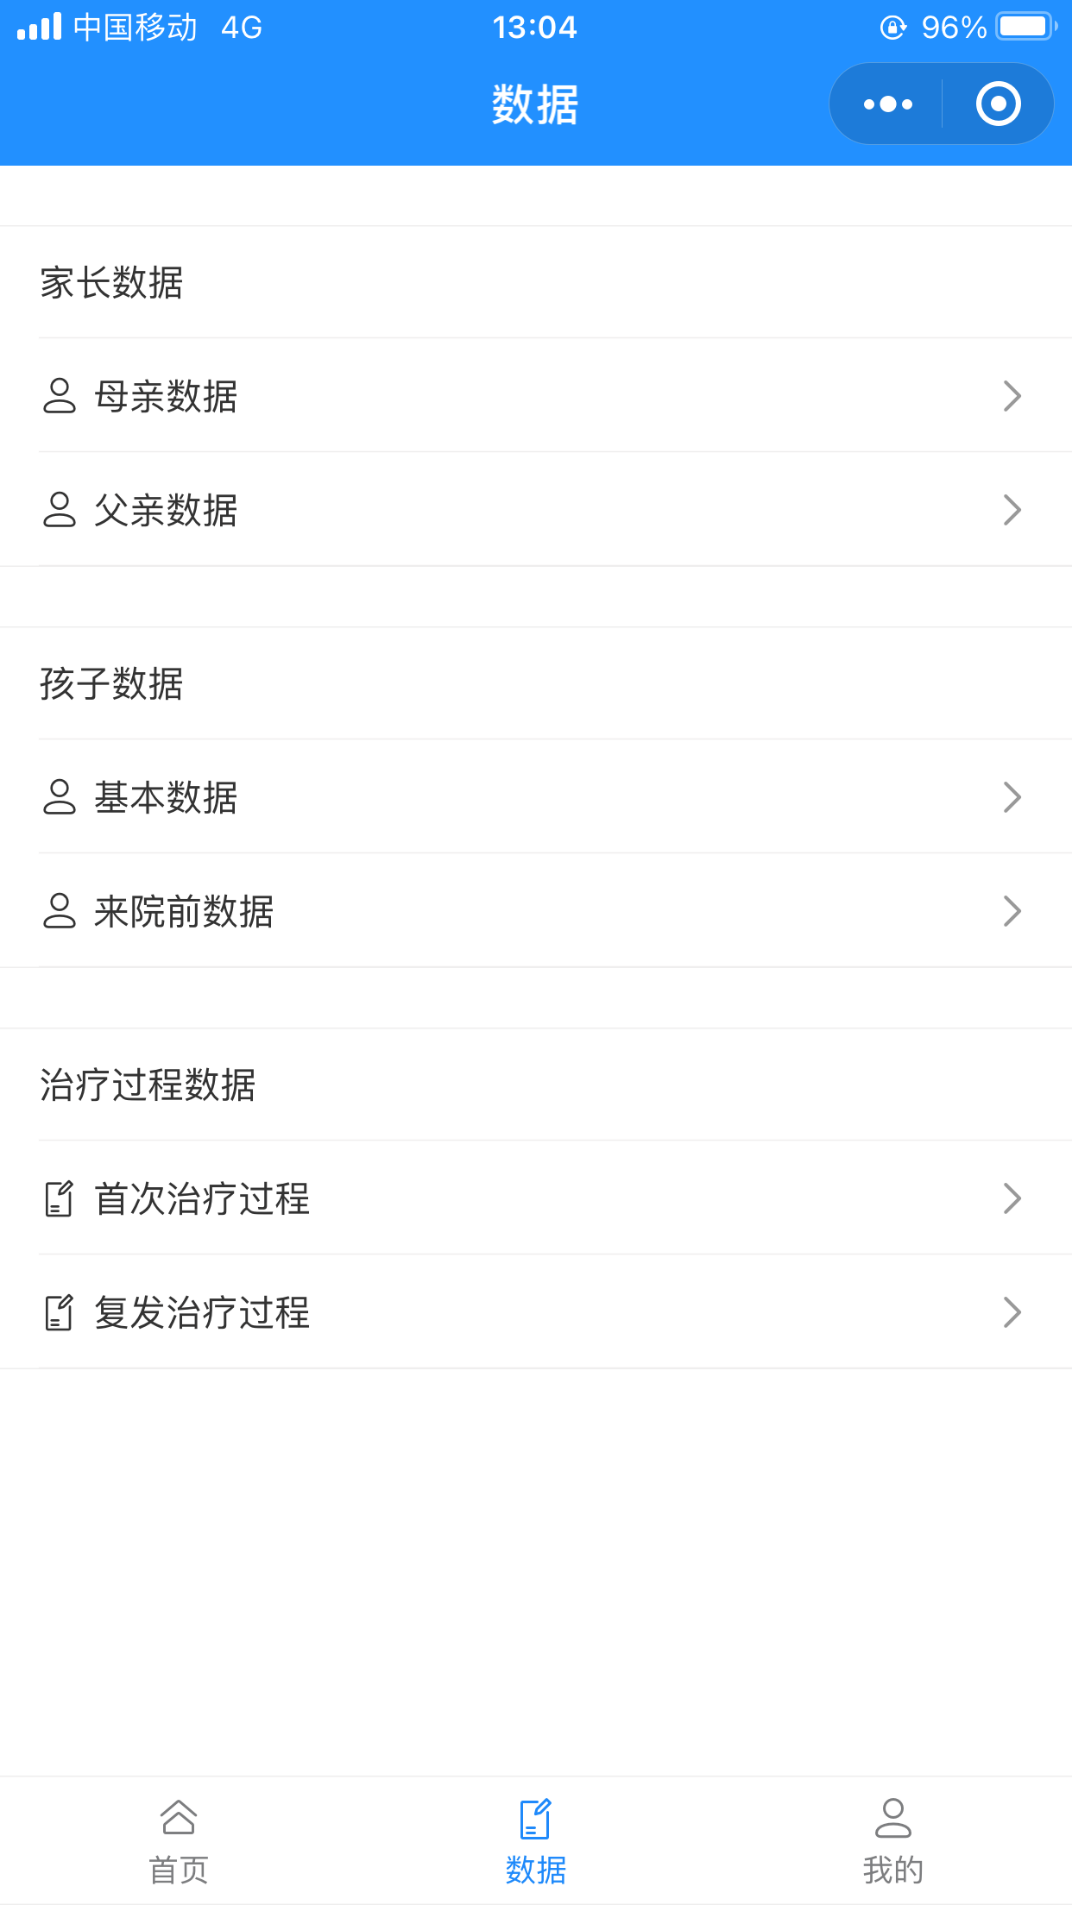 中国移动 4G 13:04 96%
数据
家长数据
母亲数据
父亲数据
孩子数据
基本数据
来院前数据
治疗过程数据
首次治疗过程
复发治疗过程
首页 数据 我的